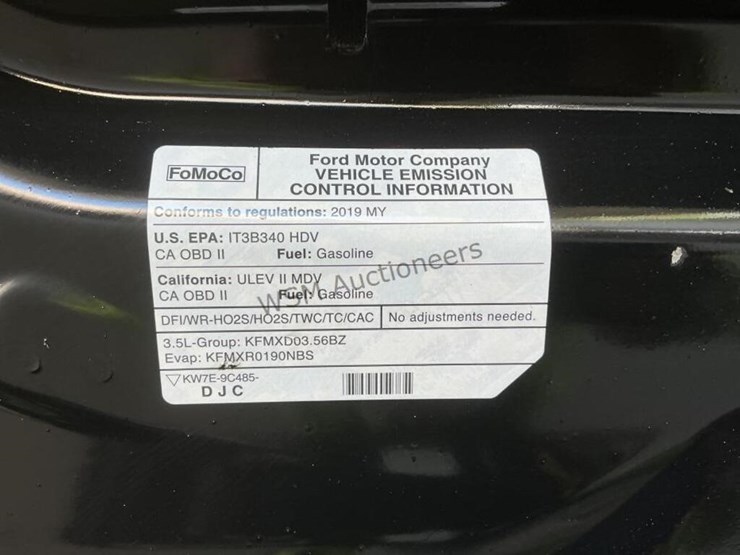 FoMoCo
Ford Motor Company
VEHICLE EMISSION
CONTROL INFORMATION
Conforms to regulations: 2019 MY
U.S. EPA: IT3B340 HDV
CA OBD II Fuel: Gasoline
California: ULEV II MDV
CA OBD II Fuel: Gasoline
DFI/WR-HO2S/HO2S/TWC/TC/CAC No adjustments needed.
3.5L-Group: KFMXD03.56BZ
Evap: KFMXR0190NBS
KW7E-9C485-
DJC
WSM Auctioneers